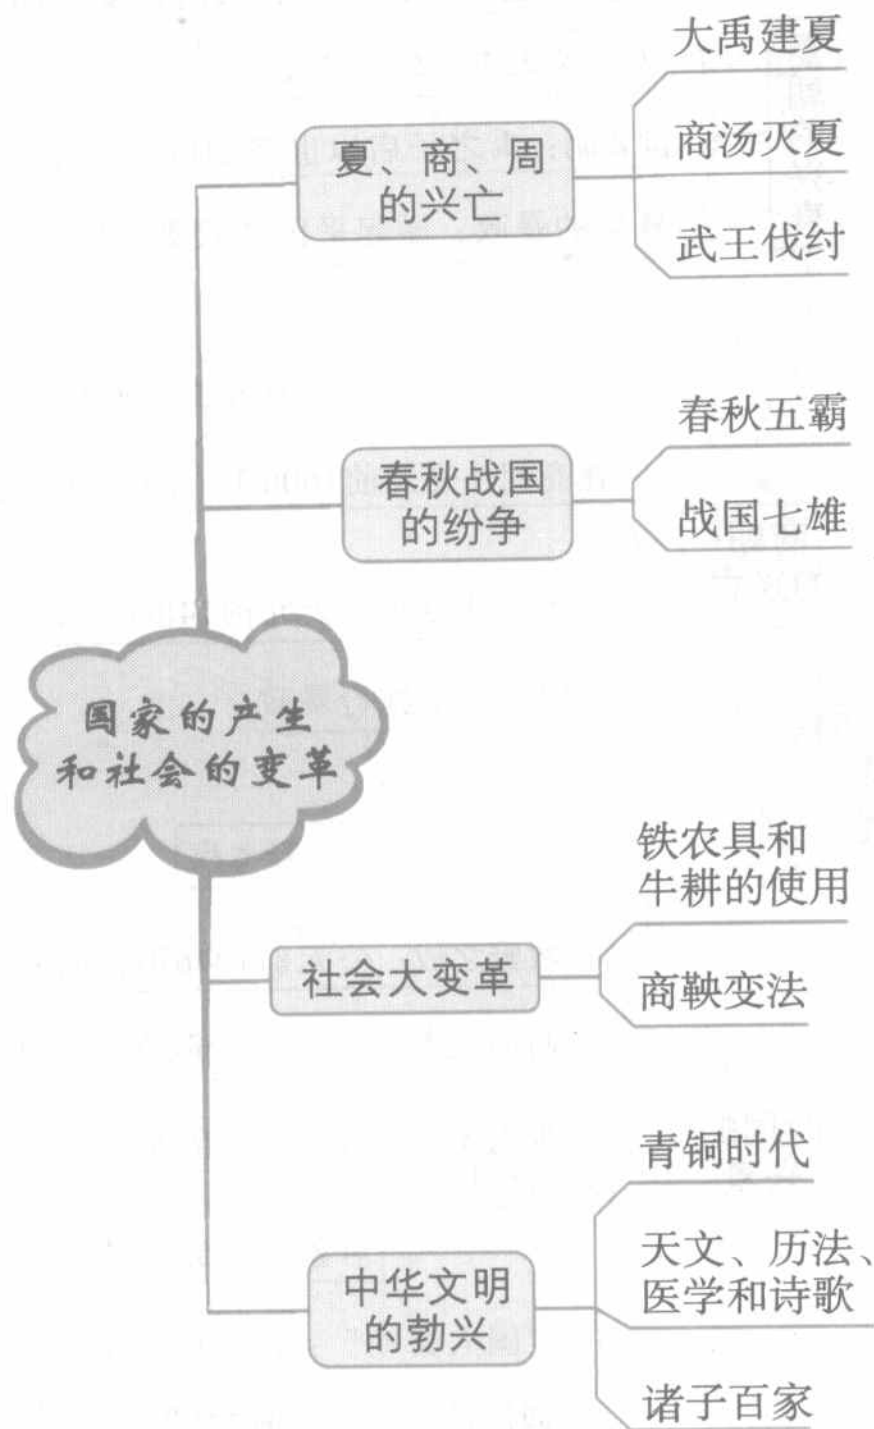 大禹建夏
夏、商、周
的兴亡
商汤灭夏
武王伐纣
春秋五霸
春秋战国
的纷争
战国七雄
国家的产生
和社会的变革
铁农具和
牛耕的使用
社会大变革
商鞅变法
青铜时代
中华文明
的勃兴
天文、历法、
医学和诗歌
诸子百家